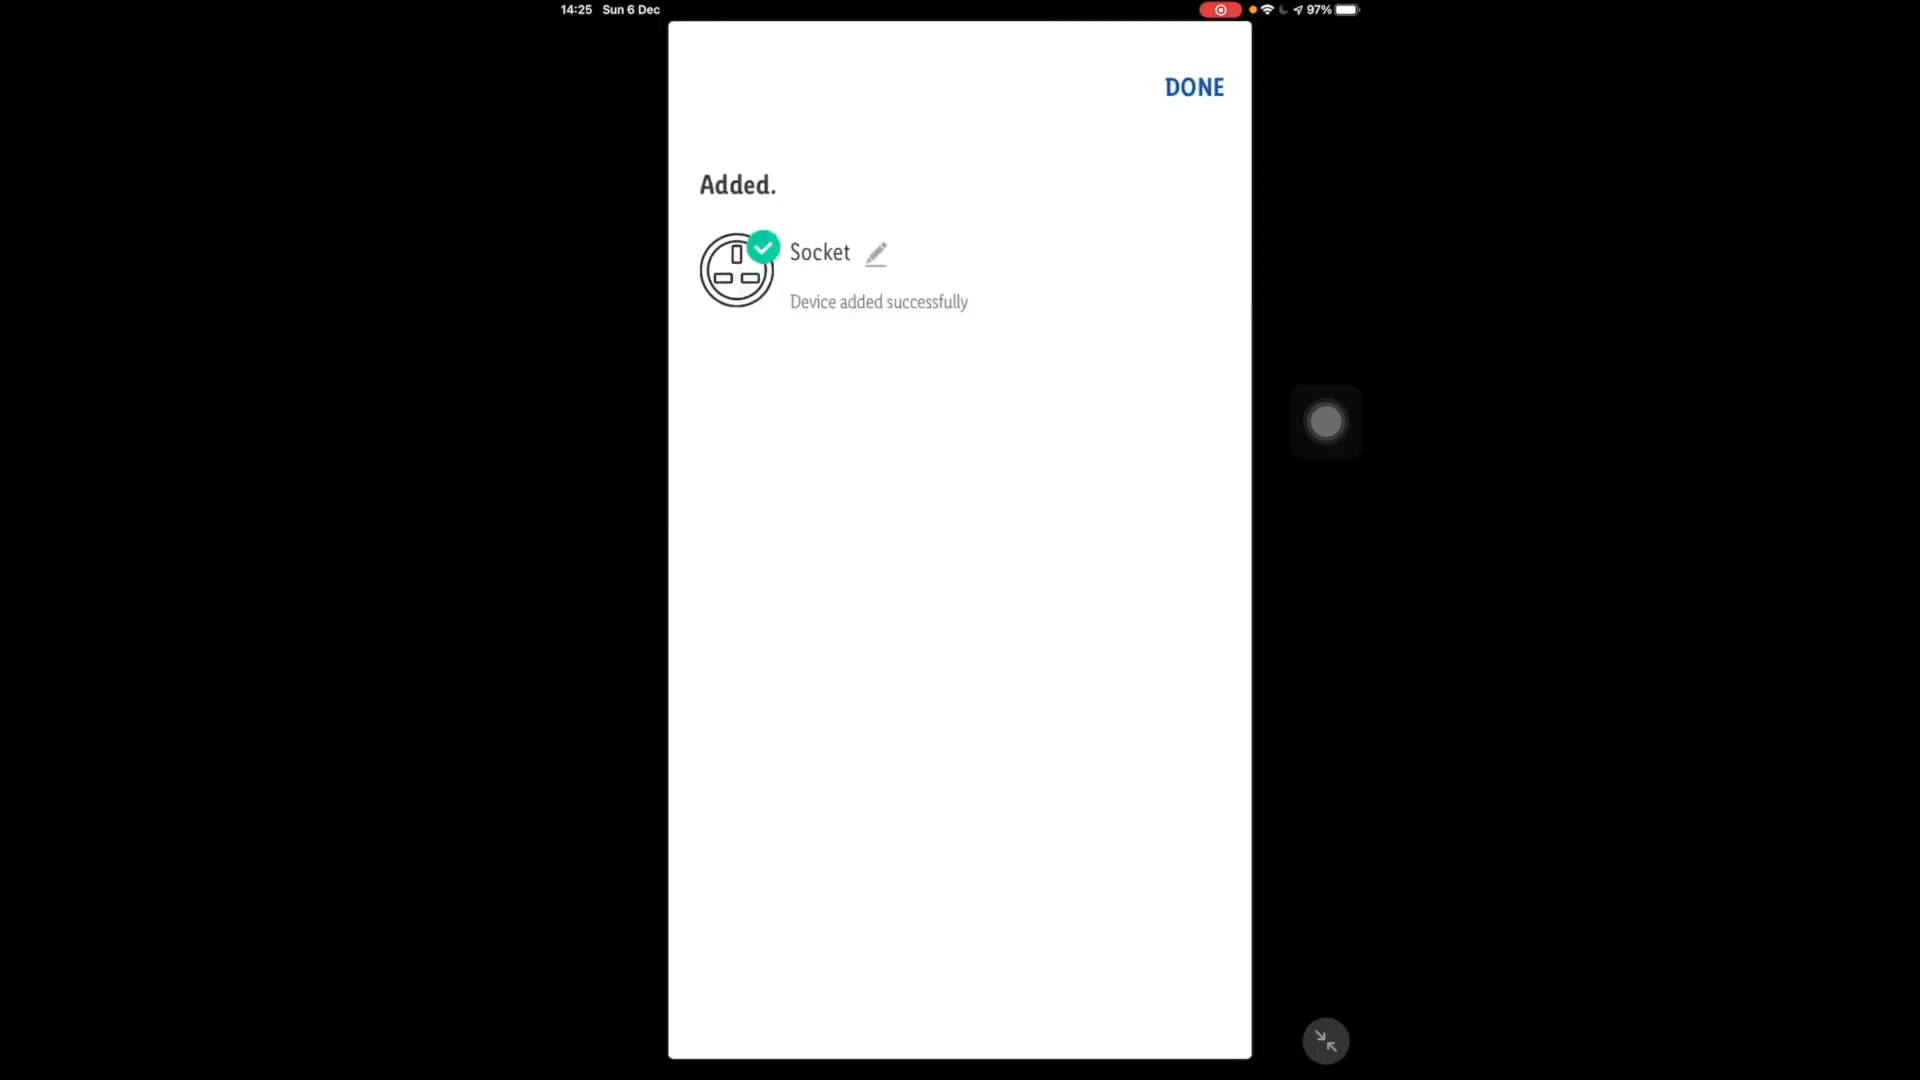 14:25 Sun 6 Dec
97%
DONE
Added.
Socket
Device added successfully